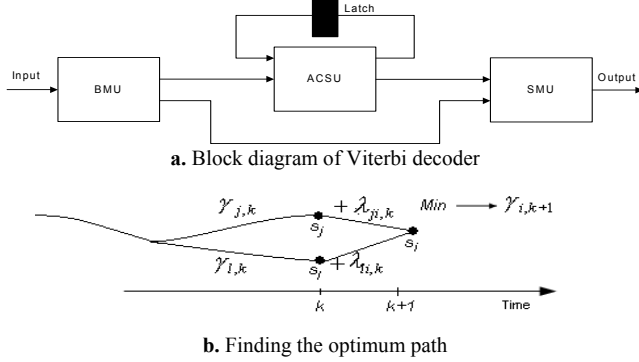 Latch
Input
BMU
ACSU
SMU
Output
a. Block diagram of Viterbi decoder
γj,k + λji,k Min γi,k+1
sj
si
γl,k sl + λli,k
k k+1 Time
b. Finding the optimum path